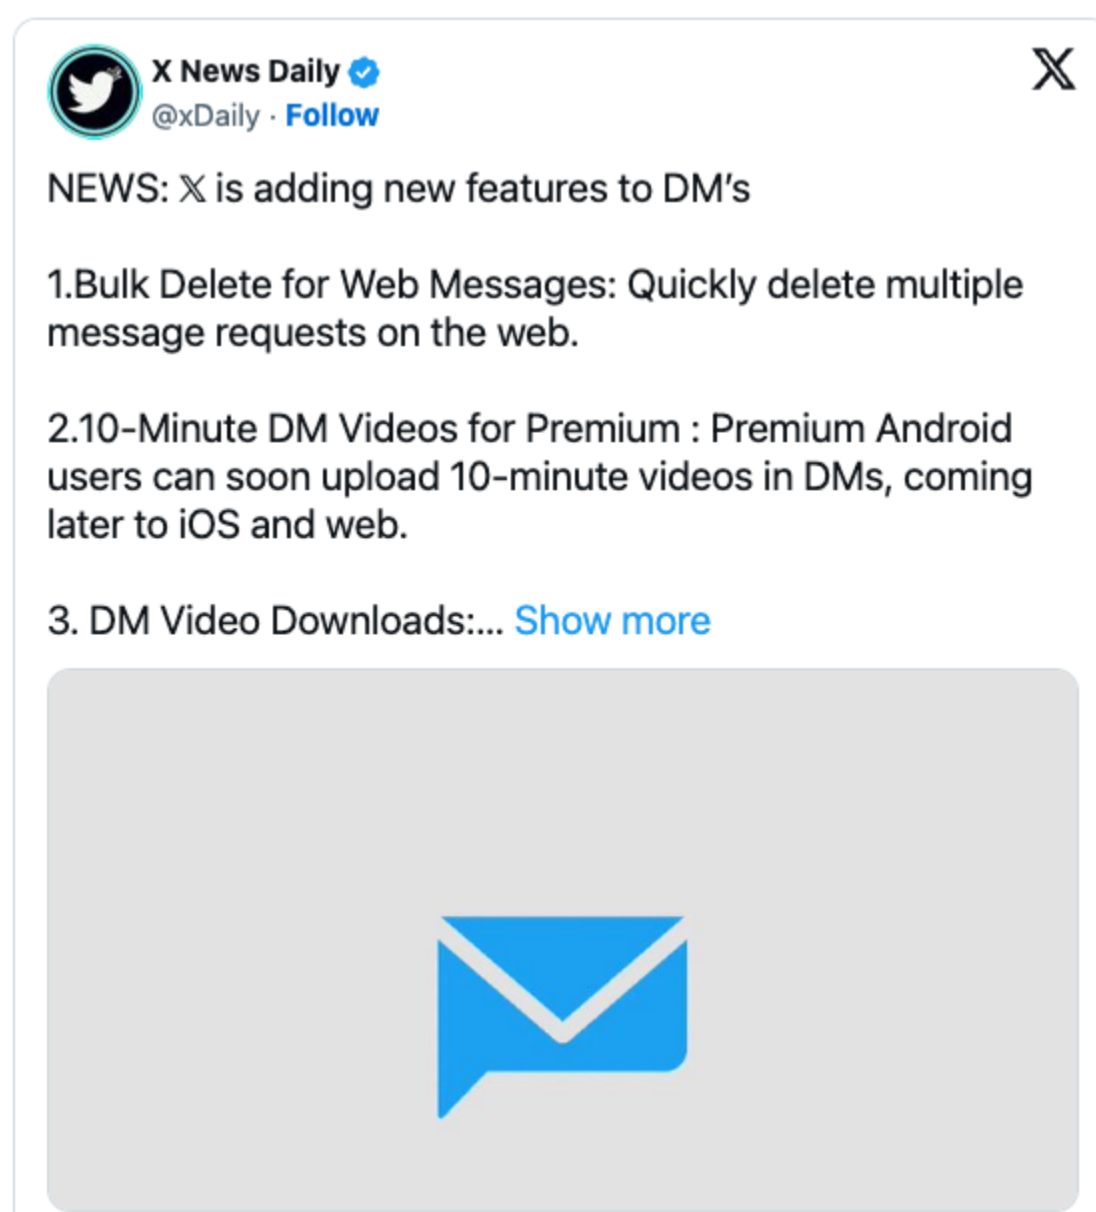 X News Daily
@xDaily · Follow
NEWS: 𝕏 is adding new features to DM’s
1.Bulk Delete for Web Messages: Quickly delete multiple
message requests on the web.
2.10-Minute DM Videos for Premium : Premium Android
users can soon upload 10-minute videos in DMs, coming
later to iOS and web.
3. DM Video Downloads:... Show more